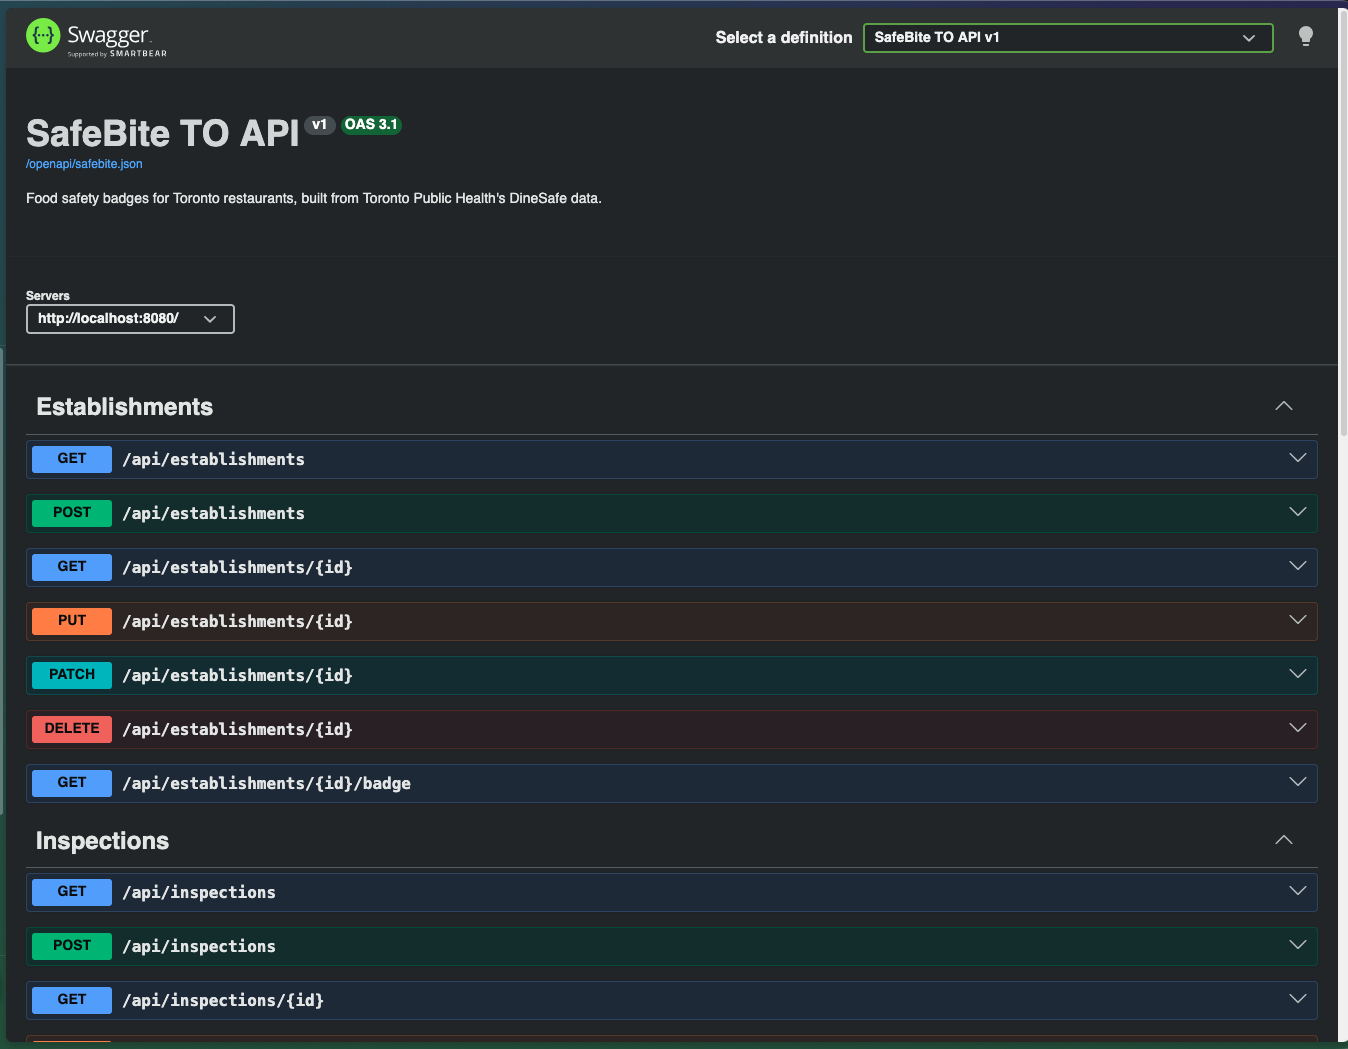 Swagger.
Supported by SMARTBEAR
Select a definition
SafeBite TO API v1
SafeBite TO API v1 OAS 3.1
/openapi/safebite.json
Food safety badges for Toronto restaurants, built from Toronto Public Health's DineSafe data.
Servers
http://localhost:8080/
Establishments
GET /api/establishments
POST /api/establishments
GET /api/establishments/{id}
PUT /api/establishments/{id}
PATCH /api/establishments/{id}
DELETE /api/establishments/{id}
GET /api/establishments/{id}/badge
Inspections
GET /api/inspections
POST /api/inspections
GET /api/inspections/{id}